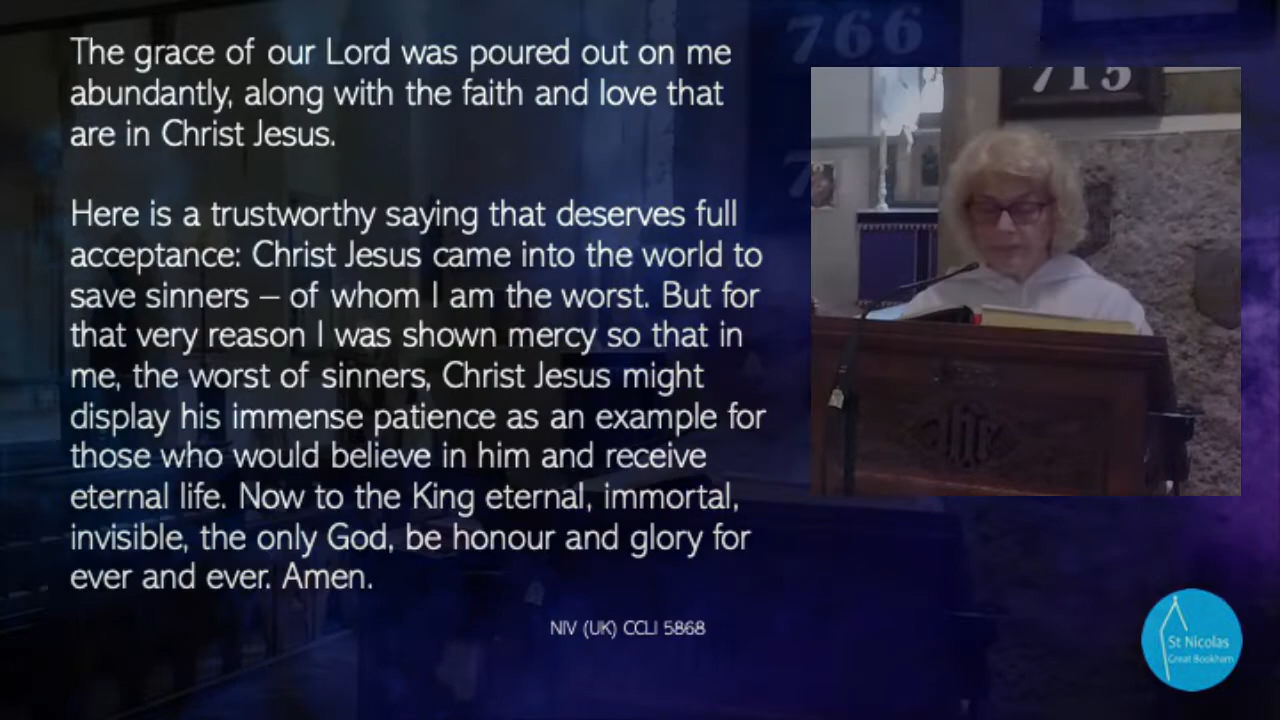 The grace of our Lord was poured out on me
abundantly, along with the faith and love that
are in Christ Jesus.
Here is a trustworthy saying that deserves full
acceptance: Christ Jesus came into the world to
save sinners – of whom I am the worst. But for
that very reason I was shown mercy so that in
me, the worst of sinners, Christ Jesus might
display his immense patience as an example for
those who would believe in him and receive
eternal life. Now to the King eternal, immortal,
invisible, the only God, be honour and glory for
ever and ever. Amen.
NIV (UK) CCLI 5868
766
715
St Nicolas
Great Bookham